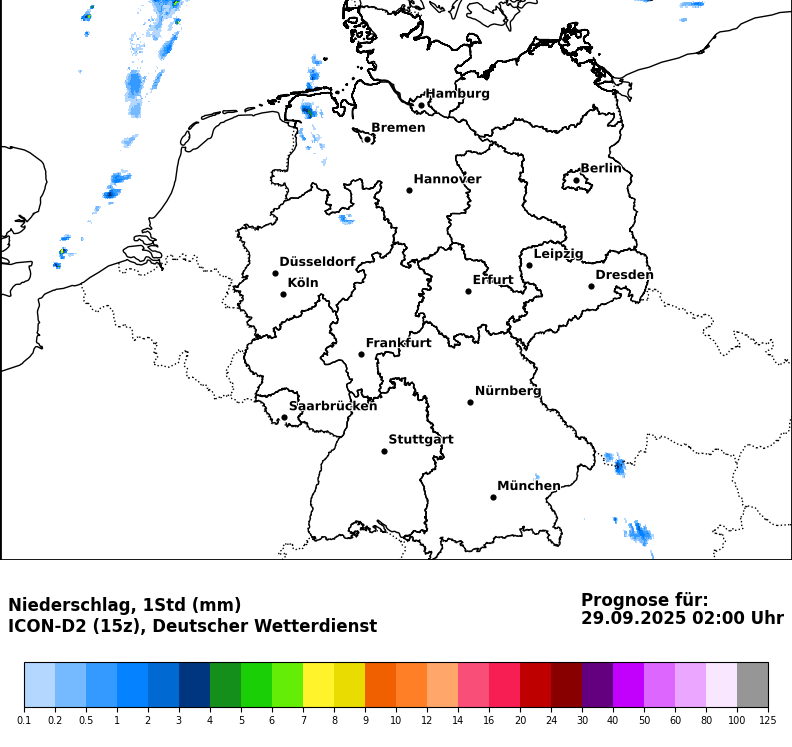 Hamburg
Bremen
Berlin
Hannover
Leipzig
Düsseldorf
Köln
Erfurt
Dresden
Frankfurt
Nürnberg
Saarbrücken
Stuttgart
München
Niederschlag, 1Std (mm)
ICON-D2 (15z), Deutscher Wetterdienst
Prognose für:
29.09.2025 02:00 Uhr
0.1 0.2 0.5 1 2 3 4 5 6 7 8 9 10 12 14 16 20 24 30 40 50 60 80 100 125